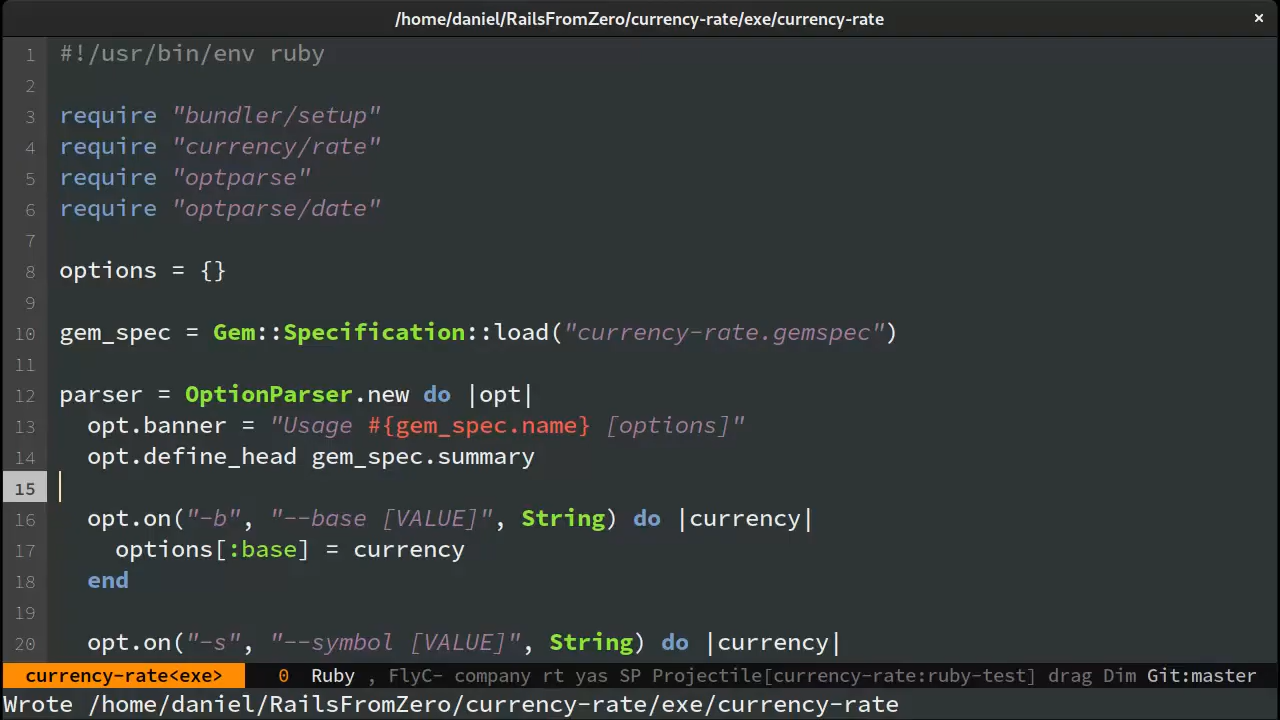 /home/daniel/RailsFromZero/currency-rate/exe/currency-rate ×
1 #!/usr/bin/env ruby
2
3 require "bundler/setup"
4 require "currency/rate"
5 require "optparse"
6 require "optparse/date"
7
8 options = {}
9
10 gem_spec = Gem::Specification::load("currency-rate.gemspec")
11
12 parser = OptionParser.new do |opt|
13   opt.banner = "Usage #{gem_spec.name} [options]"
14   opt.define_head gem_spec.summary
15
16   opt.on("-b", "--base [VALUE]", String) do |currency|
17     options[:base] = currency
18   end
19
20   opt.on("-s", "--symbol [VALUE]", String) do |currency|
currency-rate<exe> 0 Ruby , FlyC- company rt yas SP Projectile[currency-rate:ruby-test] drag Dim Git:master
Wrote /home/daniel/RailsFromZero/currency-rate/exe/currency-rate